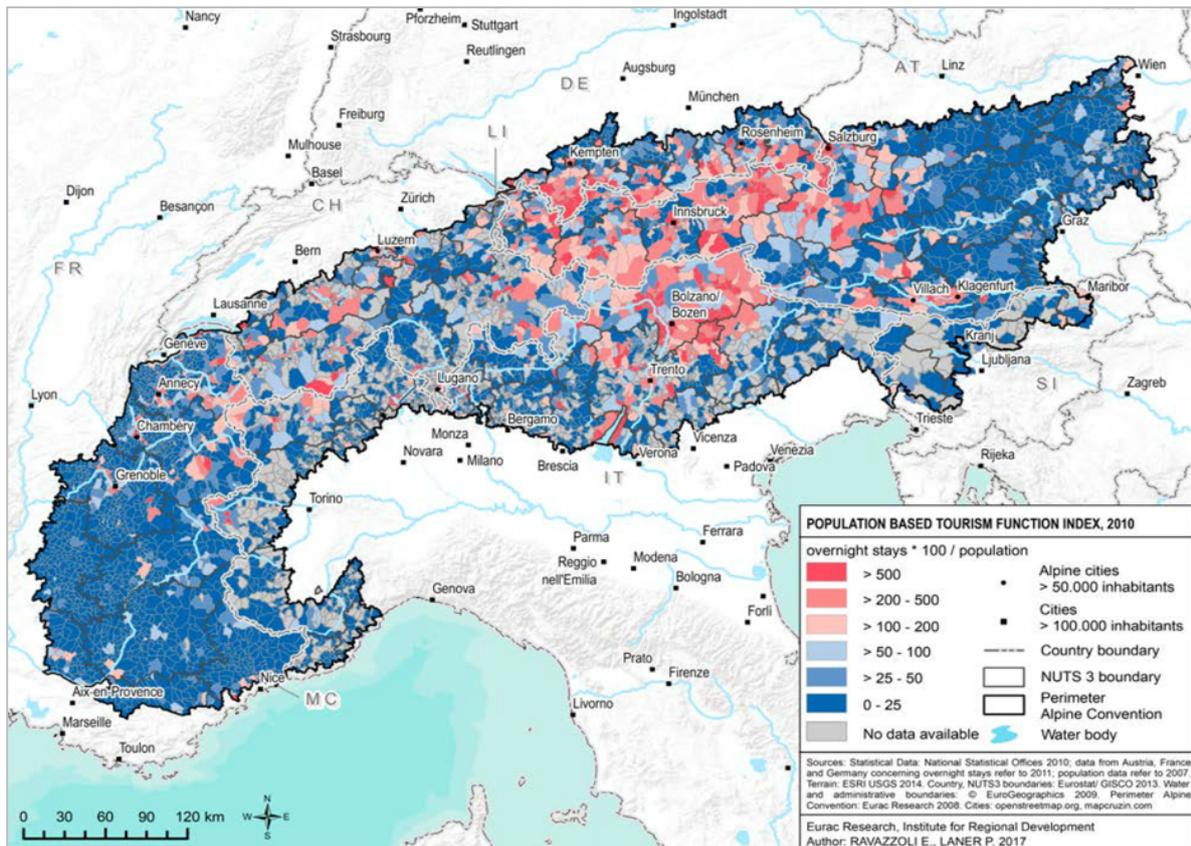 Nancy
Pforzheim
Stuttgart
Ingolstadt
Strasbourg
Reutlingen
AT
Linz
Wien
DE
Augsburg
München
Freiburg
LI
Rosenheim
Salzburg
Mulhouse
Kempten
Basel
Dijon
Besançon
CH
Zürich
Innsbruck
Graz
Luzern
Bern
FR
Lausanne
Villach
Klagenfurt
Maribor
Bolzano/
Bozen
Genève
Kranj
Ljubljana
Annecy
Lugano
Trento
SI
Zagreb
Lyon
Chambéry
Bergamo
Trieste
Monza
Vicenza
Novara
Milano
Brescia
Verona
Padova
Venezia
Rijeka
Grenoble
IT
Torino
Parma
Ferrara
Reggio
nell'Emilia
Modena
Bologna
Genova
Forli
Prato
Firenze
Nice
MC
Aix-en-Provence
Livorno
Marseille
Toulon
N
W
E
S
0 30 60 90 120 km
POPULATION BASED TOURISM FUNCTION INDEX, 2010
overnight stays * 100 / population
> 500
> 200 - 500
> 100 - 200
> 50 - 100
> 25 - 50
0 - 25
No data available
Alpine cities
> 50.000 inhabitants
Cities
> 100.000 inhabitants
Country boundary
NUTS 3 boundary
Perimeter
Alpine Convention
Water body
Sources: Statistical Data: National Statistical Offices 2010; data from Austria, France
and Germany concerning overnight stays refer to 2011; population data refer to 2007.
Terrain: ESRI USGS 2014. Country, NUTS3 boundaries: Eurostat/ GISCO 2013. Water
and administrative boundaries: © EuroGeographics 2009. Perimeter Alpine
Convention: Eurac Research 2008. Cities: openstreetmap.org, mapcruzin.com
Eurac Research, Institute for Regional Development
Author: RAVAZZOLI E., LANER P. 2017